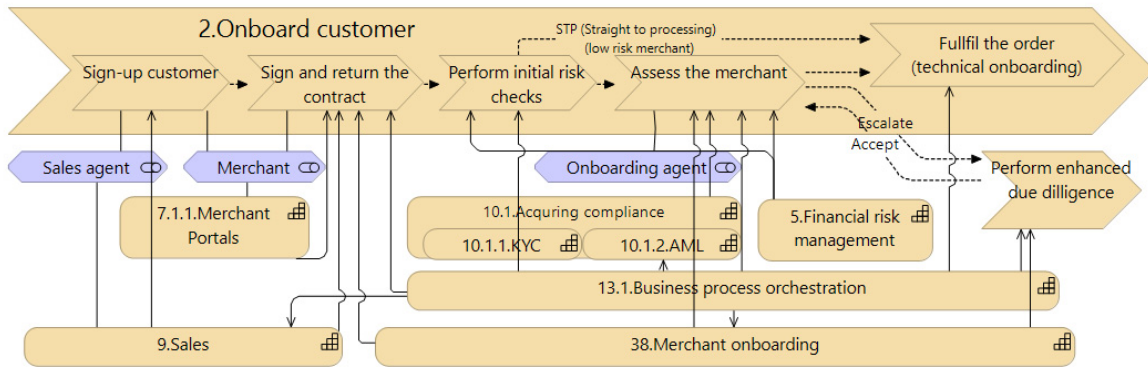 2.Onboard customer
STP (Straight to processing)
(low risk merchant)
Fullfil the order
(technical onboarding)
Sign-up customer
Sign and return the
contract
Perform initial risk
checks
Assess the merchant
Escalate
Accept
Sales agent
Merchant
Onboarding agent
Perform enhanced
due dilligence
7.1.1.Merchant
Portals
10.1.Acquring compliance
10.1.1.KYC
10.1.2.AML
5.Financial risk
management
13.1.Business process orchestration
9.Sales
38.Merchant onboarding